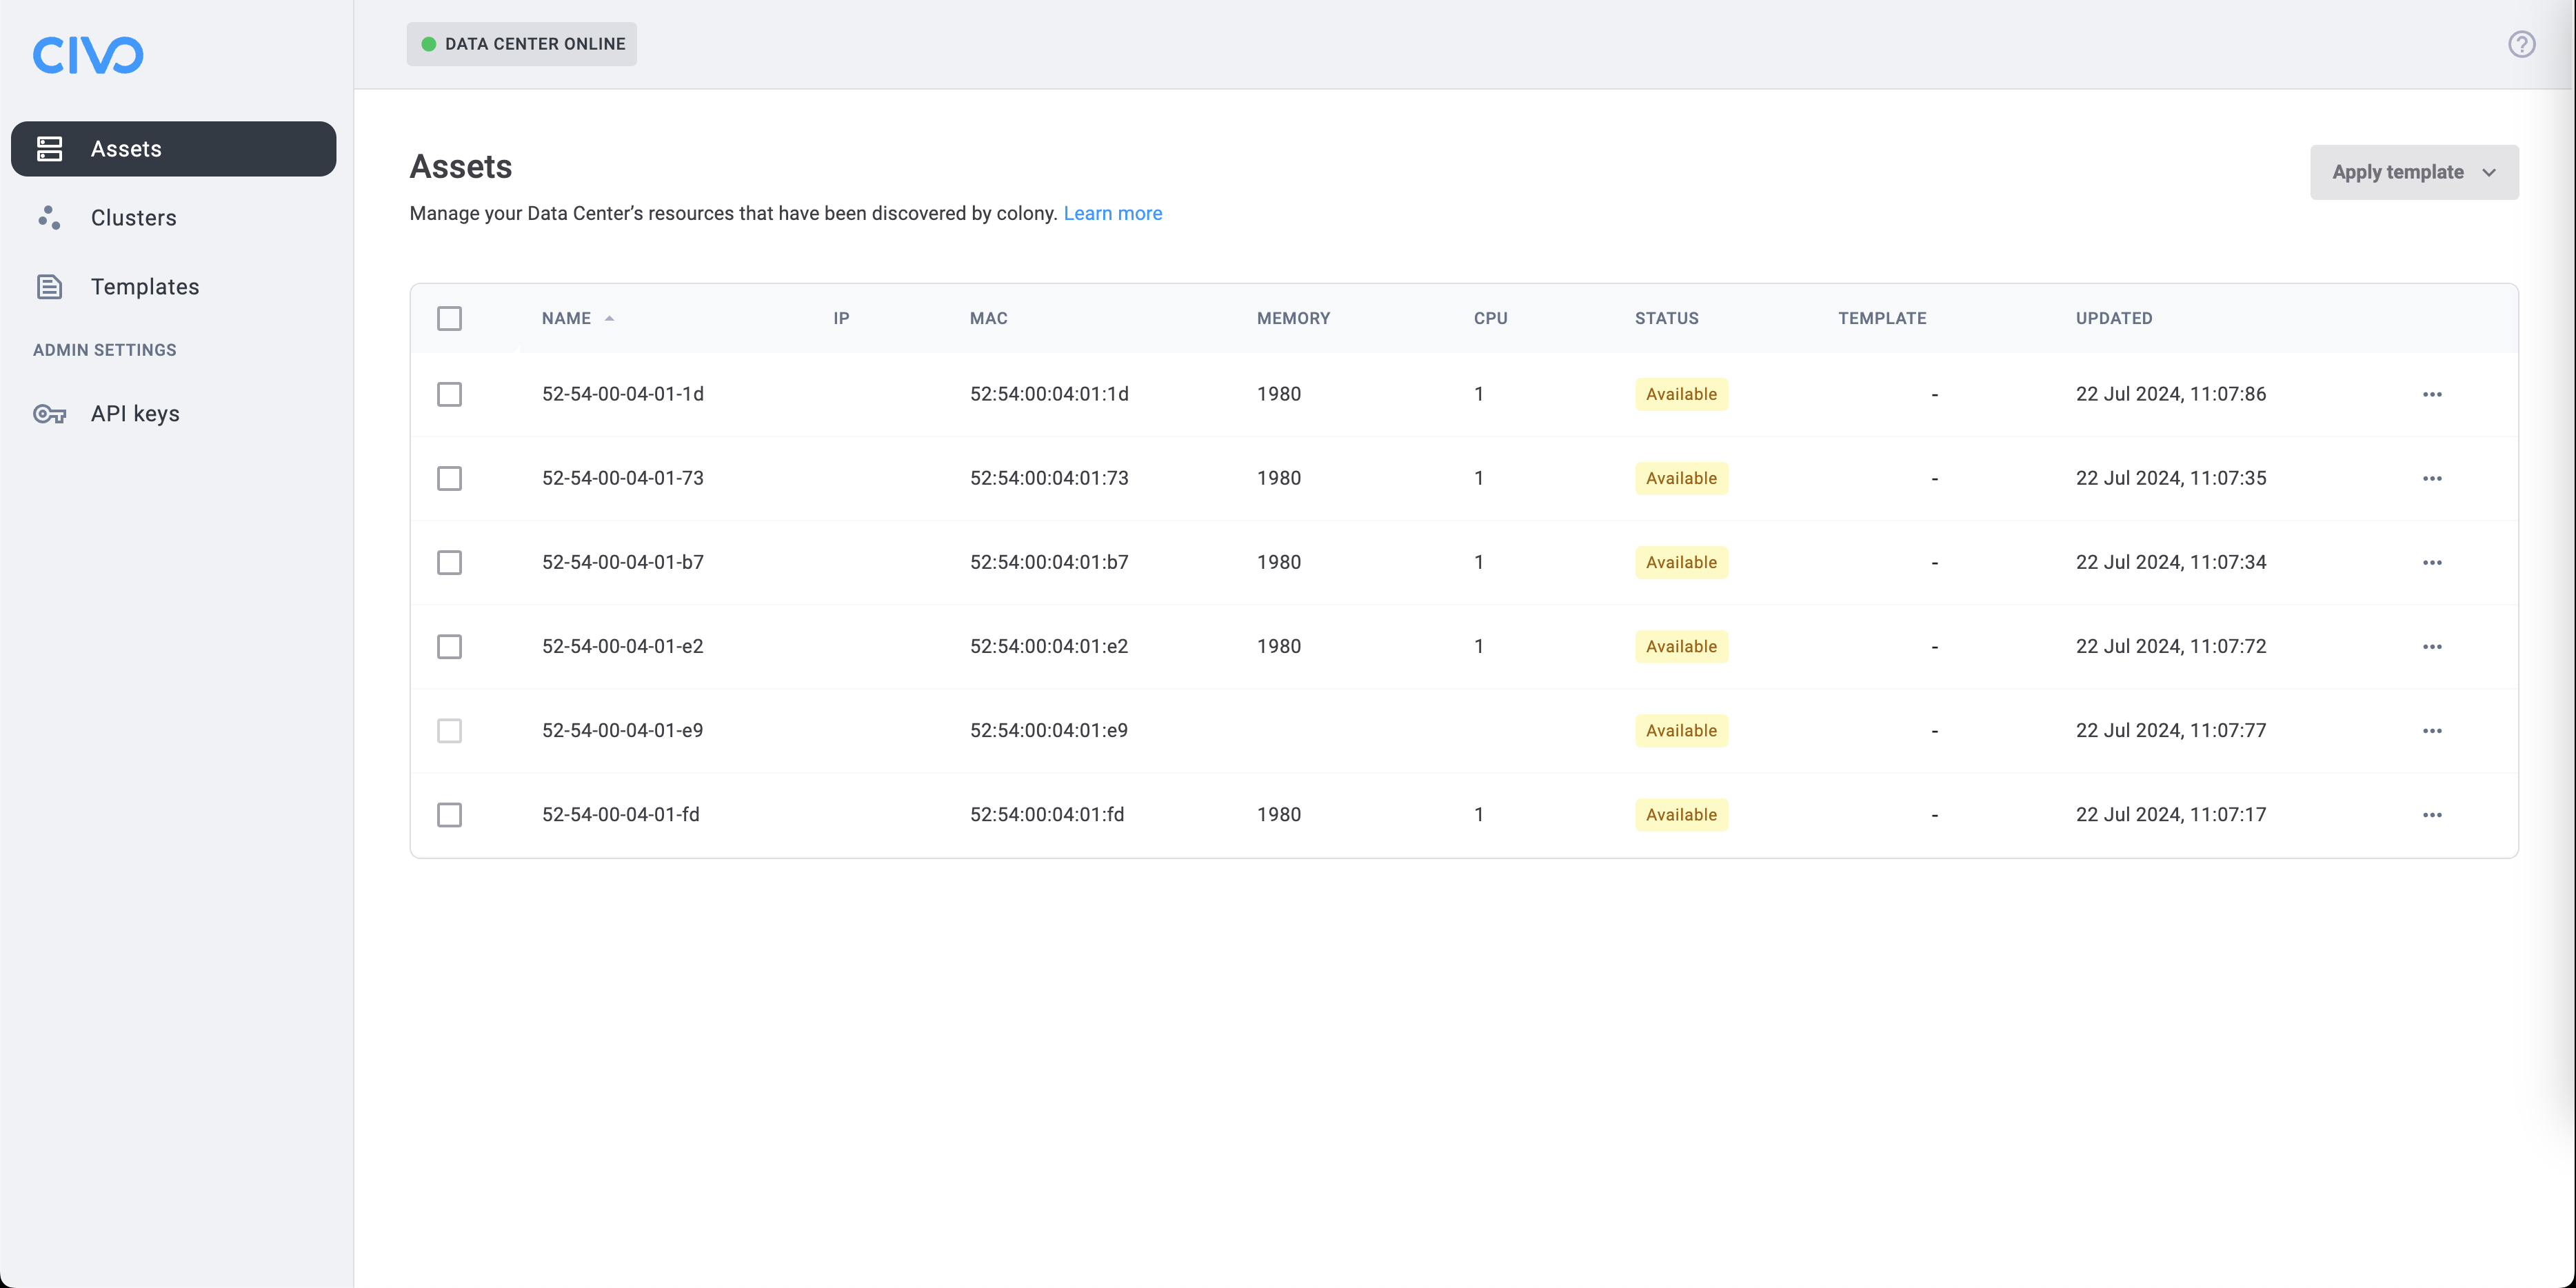 CIVO
DATA CENTER ONLINE
Assets
Clusters
Templates
ADMIN SETTINGS
API keys
Assets
Apply template
Manage your Data Center’s resources that have been discovered by colony. Learn more
NAME IP MAC MEMORY CPU STATUS TEMPLATE UPDATED
52-54-00-04-01-1d 52:54:00:04:01:1d 1980 1 Available - 22 Jul 2024, 11:07:86
52-54-00-04-01-73 52:54:00:04:01:73 1980 1 Available - 22 Jul 2024, 11:07:35
52-54-00-04-01-b7 52:54:00:04:01:b7 1980 1 Available - 22 Jul 2024, 11:07:34
52-54-00-04-01-e2 52:54:00:04:01:e2 1980 1 Available - 22 Jul 2024, 11:07:72
52-54-00-04-01-e9 52:54:00:04:01:e9 Available - 22 Jul 2024, 11:07:77
52-54-00-04-01-fd 52:54:00:04:01:fd 1980 1 Available - 22 Jul 2024, 11:07:17